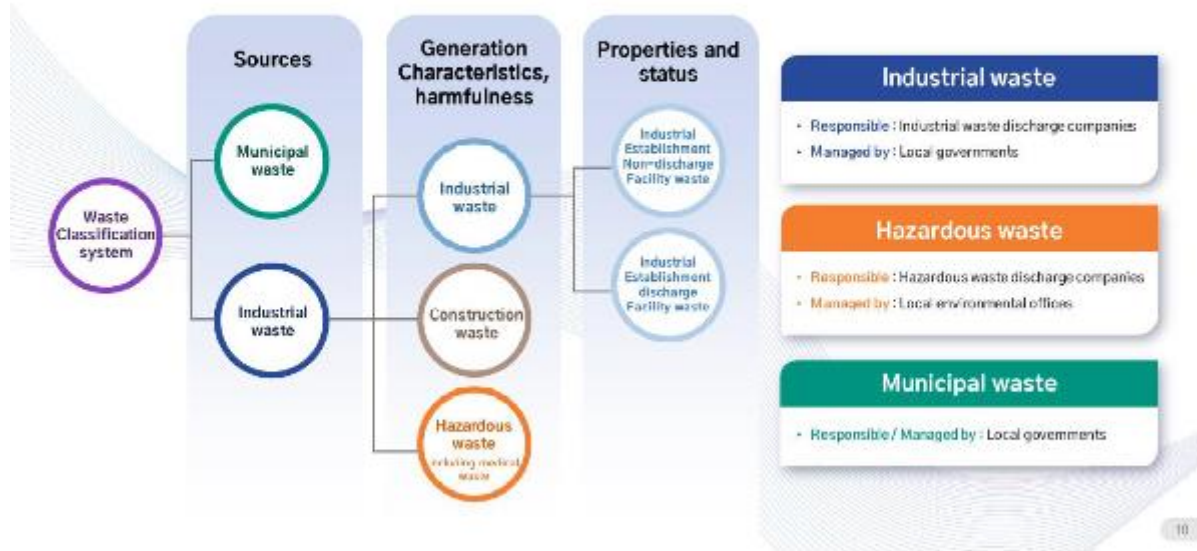 Sources
Generation
Characteristics,
harmfulness
Properties and
status
Waste
Classification
system
Municipal
waste
Industrial
waste
Industrial
waste
Construction
waste
Hazardous
waste
including medical
waste
Industrial
Establishment
Non-discharge
Facility waste
Industrial
Establishment
discharge
Facility waste
Industrial waste
• Responsible : Industrial waste discharge companies
• Managed by : Local governments
Hazardous waste
• Responsible : Hazardous waste discharge companies
• Managed by : Local environmental offices
Municipal waste
• Responsible / Managed by : Local governments
10